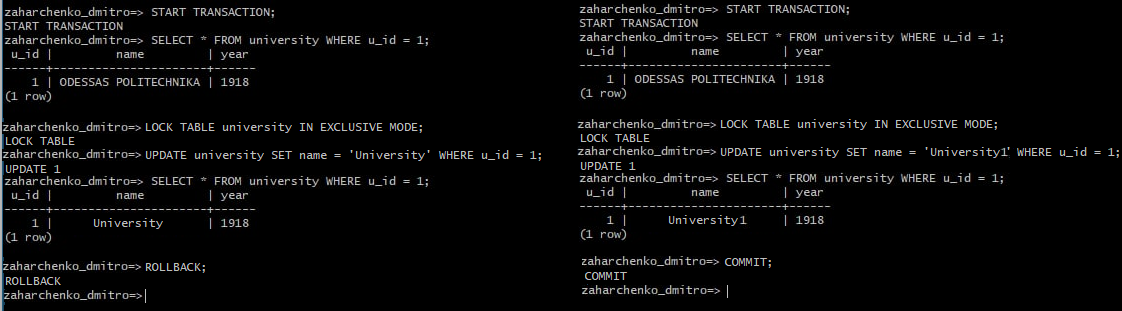 zaharchenko_dmitro=> START TRANSACTION;
START TRANSACTION
zaharchenko_dmitro=> SELECT * FROM university WHERE u_id = 1;
 u_id |         name         | year
------+----------------------+------
    1 | ODESSAS POLITECHNIKA | 1918
(1 row)
zaharchenko_dmitro=> LOCK TABLE university IN EXCLUSIVE MODE;
LOCK TABLE
zaharchenko_dmitro=> UPDATE university SET name = 'University' WHERE u_id = 1;
UPDATE 1
zaharchenko_dmitro=> SELECT * FROM university WHERE u_id = 1;
 u_id |         name         | year
------+----------------------+------
    1 |      University      | 1918
(1 row)
zaharchenko_dmitro=> ROLLBACK;
ROLLBACK
zaharchenko_dmitro=>
zaharchenko_dmitro=> START TRANSACTION;
START TRANSACTION
zaharchenko_dmitro=> SELECT * FROM university WHERE u_id = 1;
 u_id |         name         | year
------+----------------------+------
    1 | ODESSAS POLITECHNIKA | 1918
(1 row)
zaharchenko_dmitro=> LOCK TABLE university IN EXCLUSIVE MODE;
LOCK TABLE
zaharchenko_dmitro=> UPDATE university SET name = 'University1' WHERE u_id = 1;
UPDATE 1
zaharchenko_dmitro=> SELECT * FROM university WHERE u_id = 1;
 u_id |         name         | year
------+----------------------+------
    1 |      University1     | 1918
(1 row)
zaharchenko_dmitro=> COMMIT;
COMMIT
zaharchenko_dmitro=>